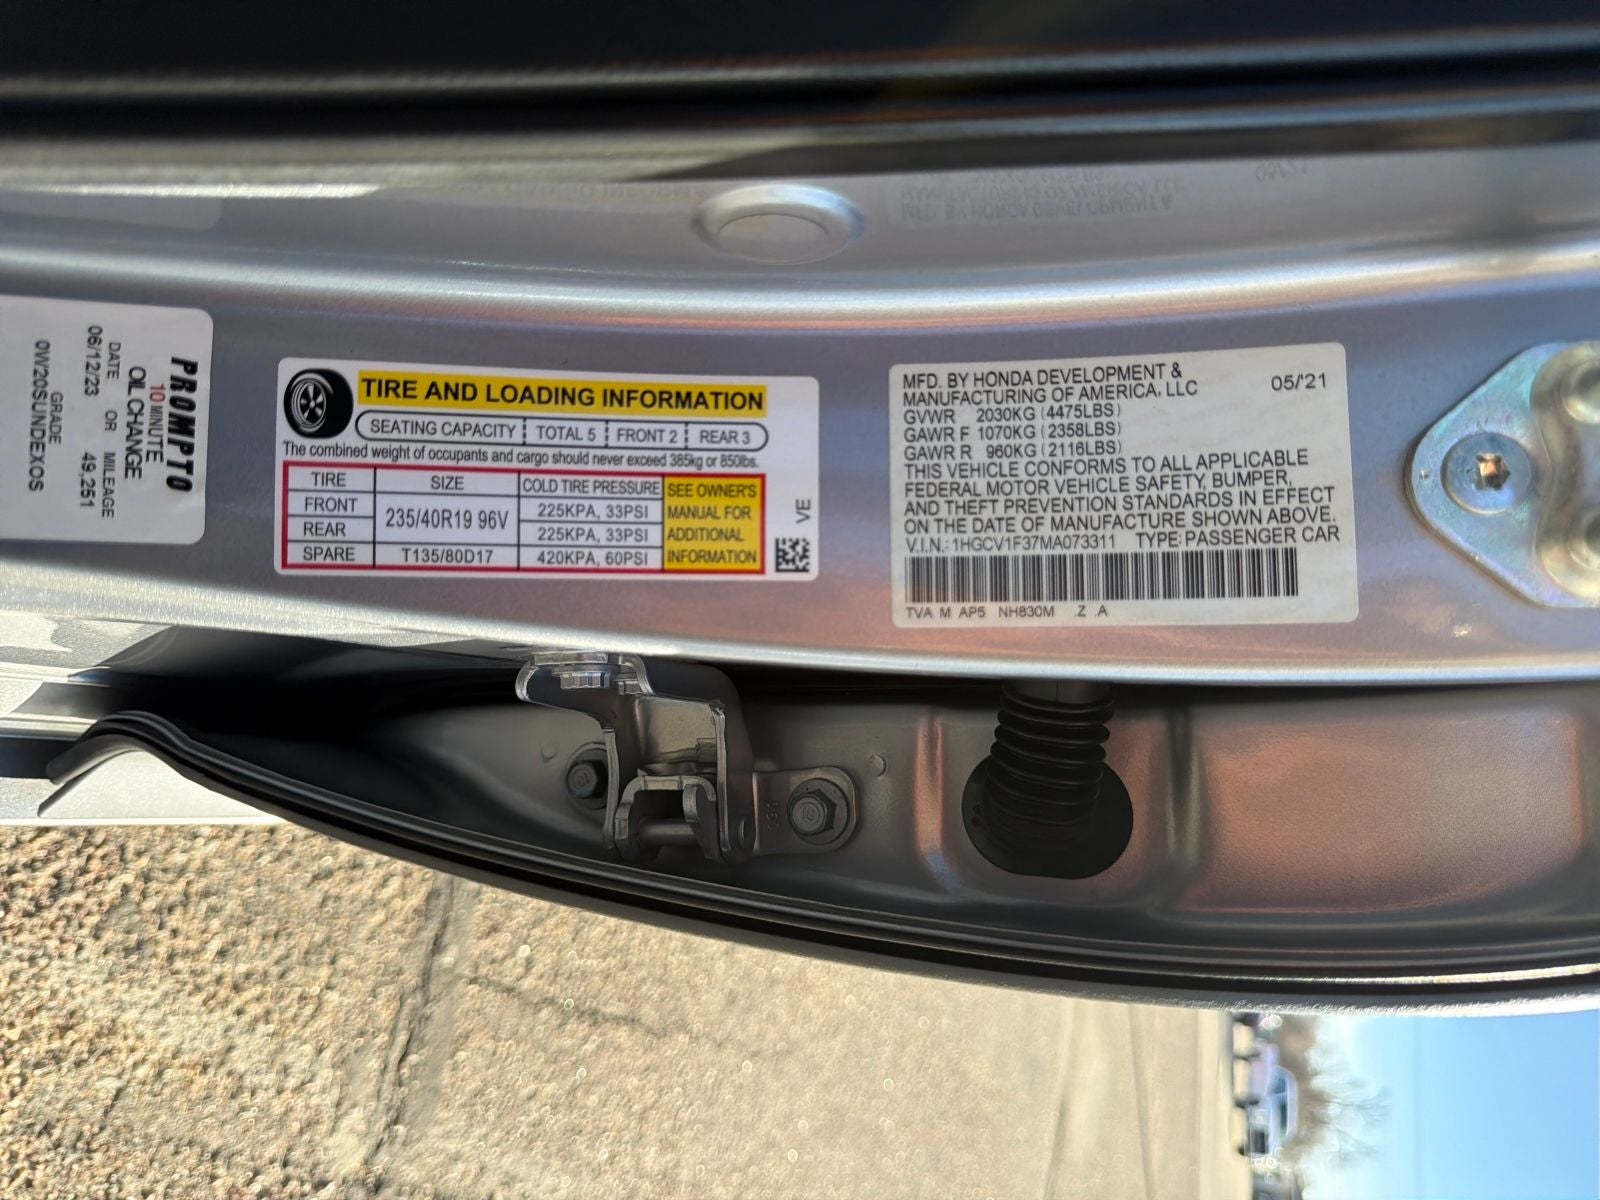 PROMPTO
10 MINUTE
OIL CHANGE
DATE OR MILEAGE
06/12/23 49,251
GRADE
0W20SUNDEXOS
TIRE AND LOADING INFORMATION
SEATING CAPACITY TOTAL 5 FRONT 2 REAR 3
The combined weight of occupants and cargo should never exceed 385kg or 850lbs.
TIRE SIZE COLD TIRE PRESSURE SEE OWNER'S MANUAL FOR ADDITIONAL INFORMATION
FRONT 235/40R19 96V 225KPA, 33PSI
REAR 225KPA, 33PSI
SPARE T135/80D17 420KPA, 60PSI
VE
MFD. BY HONDA DEVELOPMENT & 05/'21
MANUFACTURING OF AMERICA, LLC
GVWR 2030KG (4475LBS)
GAWR F 1070KG (2358LBS)
GAWR R 960KG (2116LBS)
THIS VEHICLE CONFORMS TO ALL APPLICABLE
FEDERAL MOTOR VEHICLE SAFETY, BUMPER,
AND THEFT PREVENTION STANDARDS IN EFFECT
ON THE DATE OF MANUFACTURE SHOWN ABOVE.
V.I.N.: 1HGCV1F37MA073311 TYPE: PASSENGER CAR
TVA M AP5 NH830M .Z .A